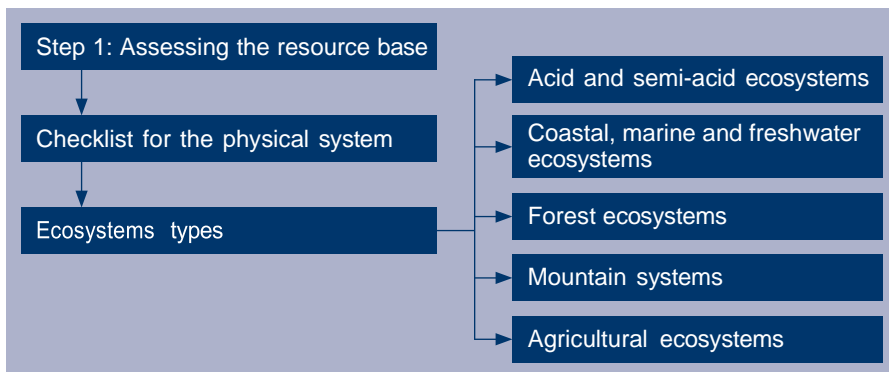 Step 1: Assessing the resource base
Checklist for the physical system
Ecosystems types
Acid and semi-acid ecosystems
Coastal, marine and freshwater
ecosystems
Forest ecosystems
Mountain systems
Agricultural ecosystems